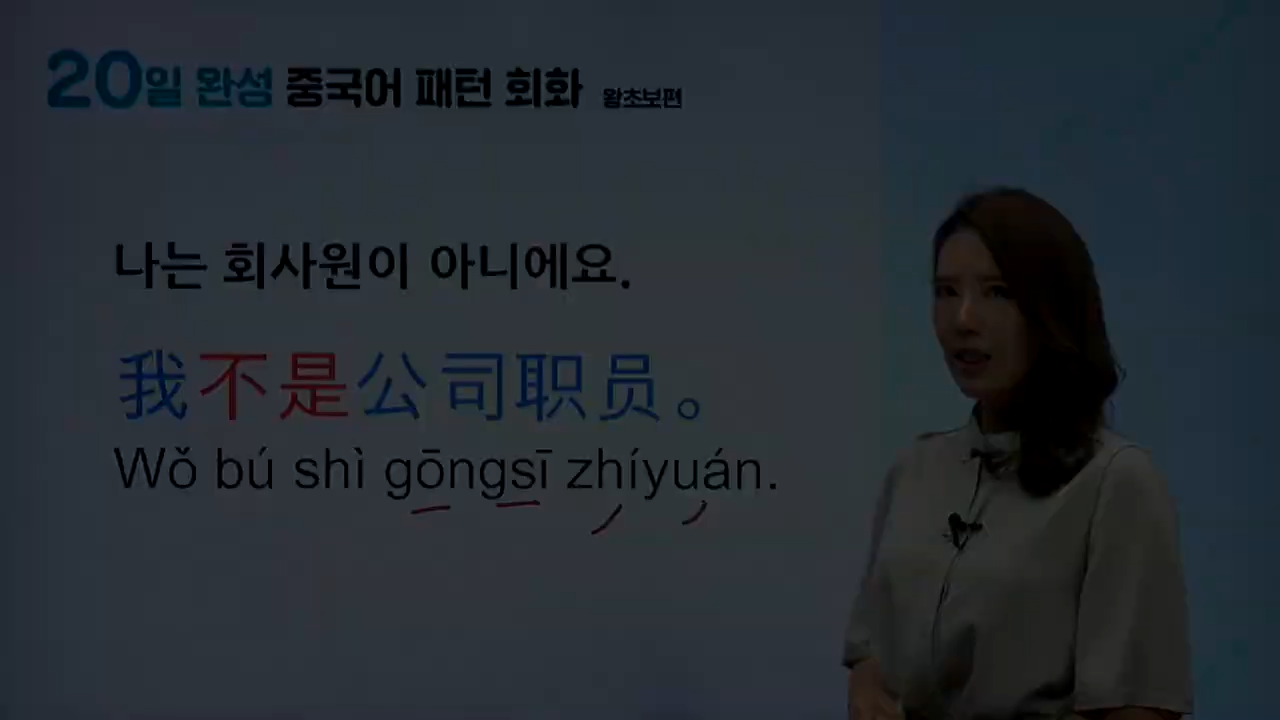 20일 완성 중국어 패턴 회화 왕초보편
나는 회사원이 아니에요.
我不是公司职员。
Wǒ bú shì gōngsī zhíyuán.